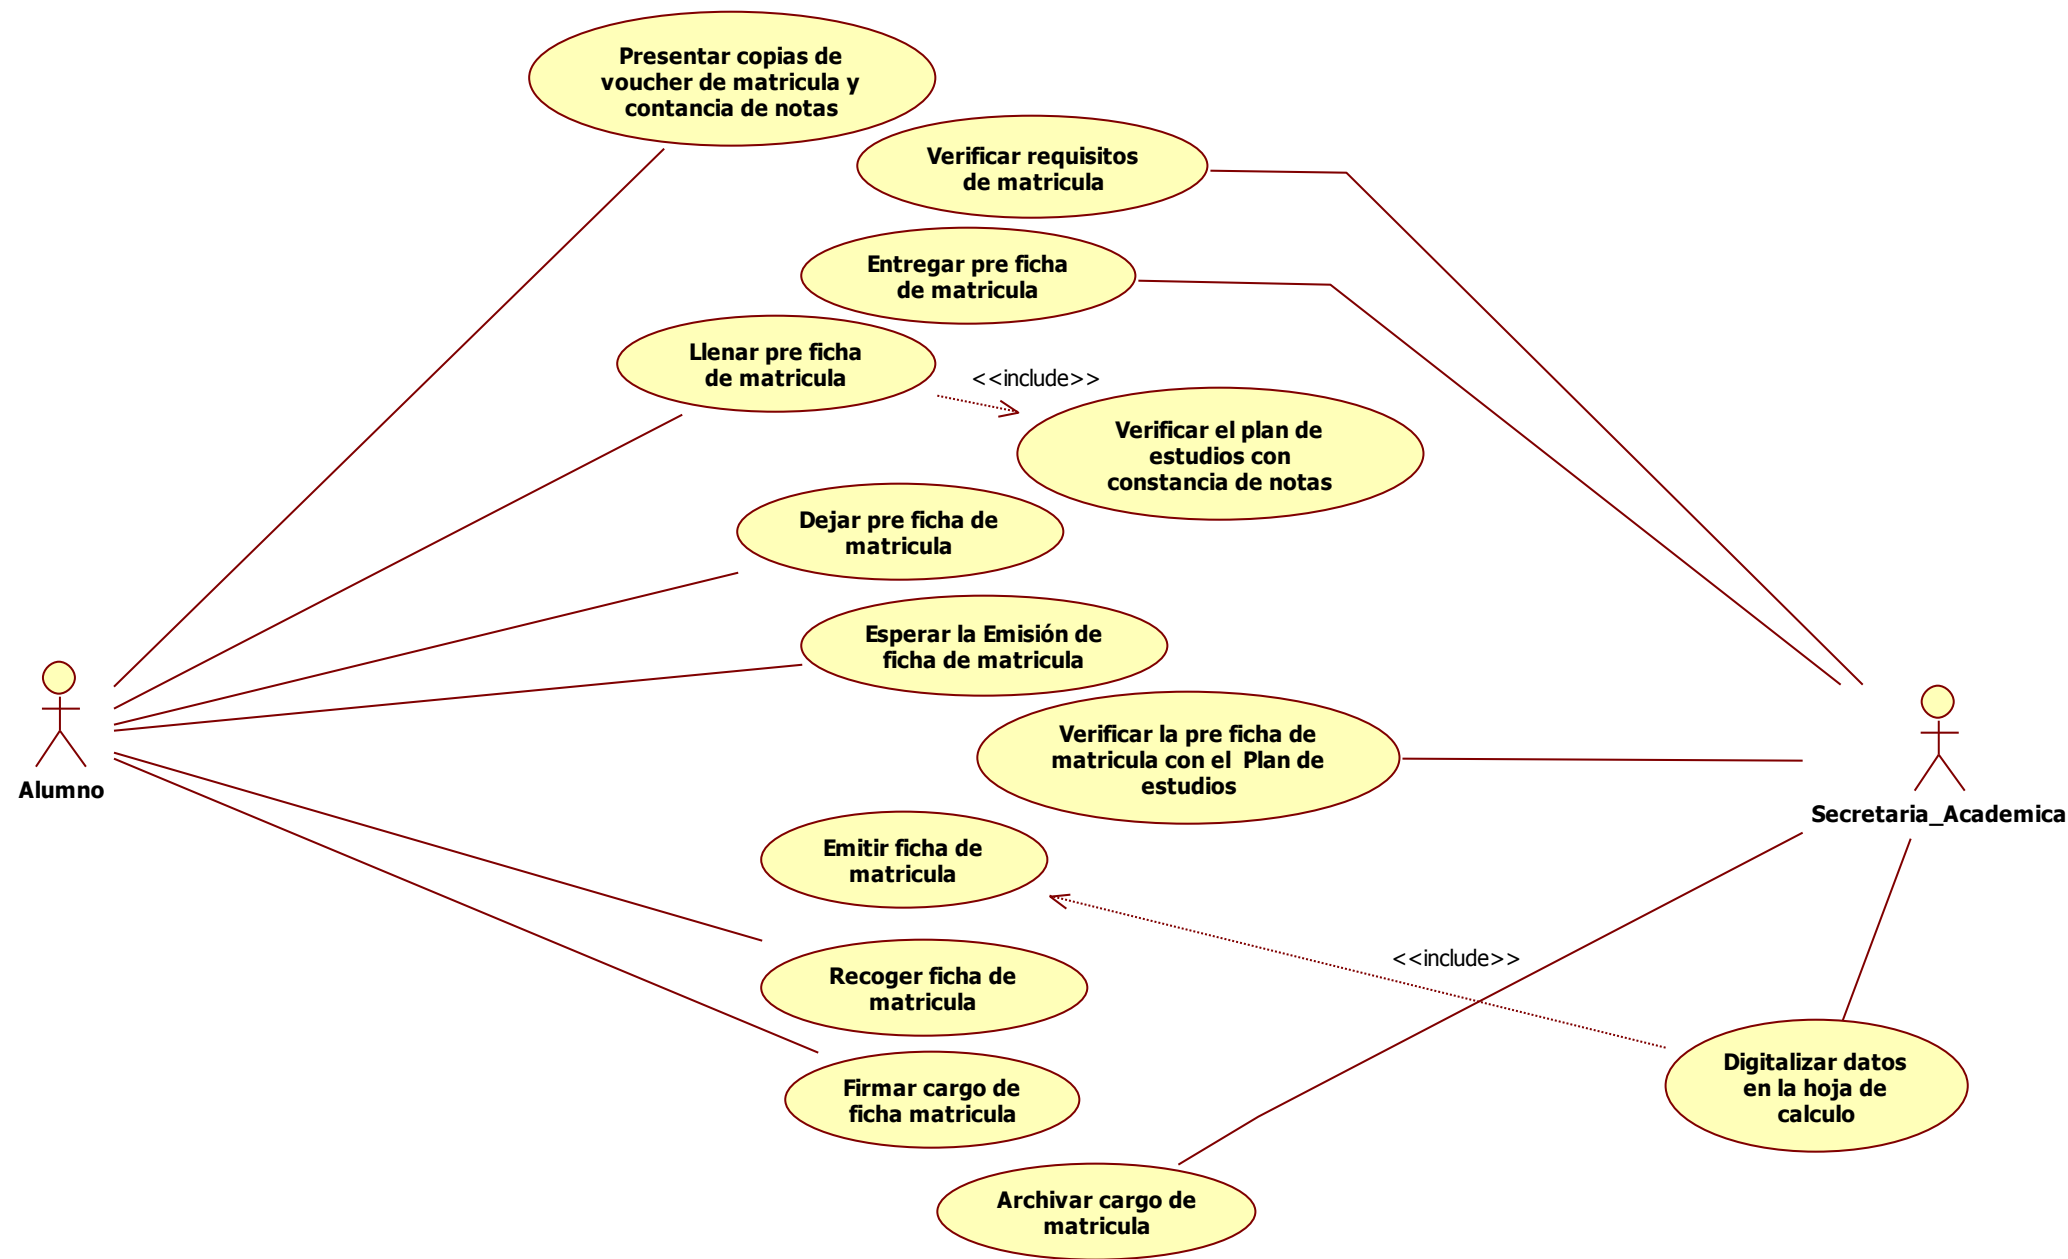 Presentar copias de
voucher de matricula y
contancia de notas
Verificar requisitos
de matricula
Entregar pre ficha
de matricula
Llenar pre ficha
de matricula
<<include>>
Verificar el plan de
estudios con
constancia de notas
Dejar pre ficha de
matricula
Esperar la Emisión de
ficha de matricula
Verificar la pre ficha de
matricula con el Plan de
estudios
Alumno
Secretaria_Academica
Emitir ficha de
matricula
<<include>>
Recoger ficha de
matricula
Digitalizar datos
en la hoja de
calculo
Firmar cargo de
ficha matricula
Archivar cargo de
matricula